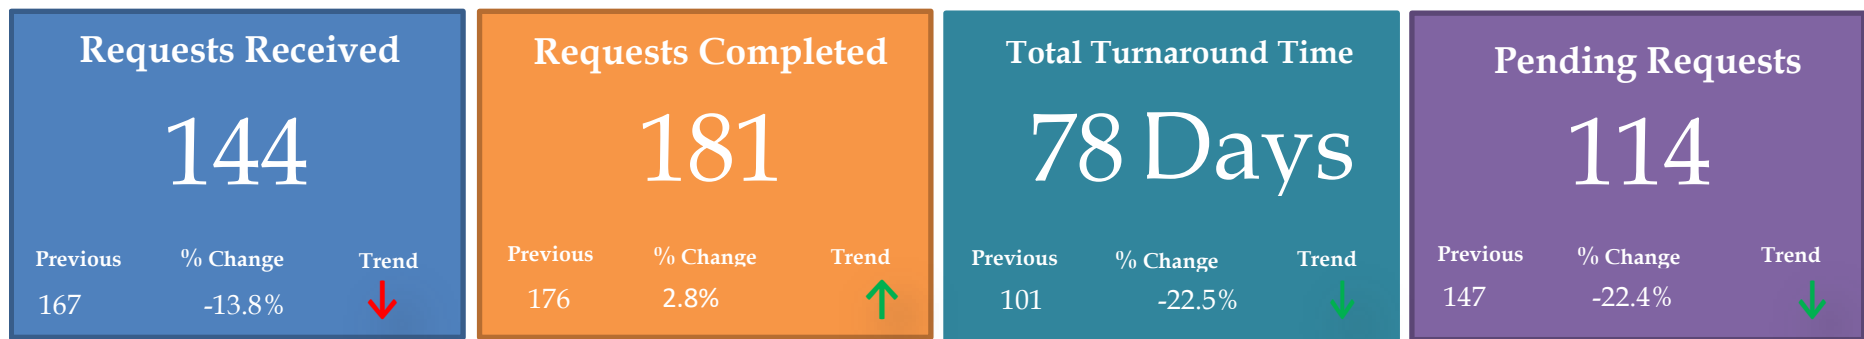 Requests Received
144
Previous % Change Trend
167 -13.8%
Requests Completed
181
Previous % Change Trend
176 2.8%
Total Turnaround Time
78 Days
Previous % Change Trend
101 -22.5%
Pending Requests
114
Previous % Change Trend
147 -22.4%